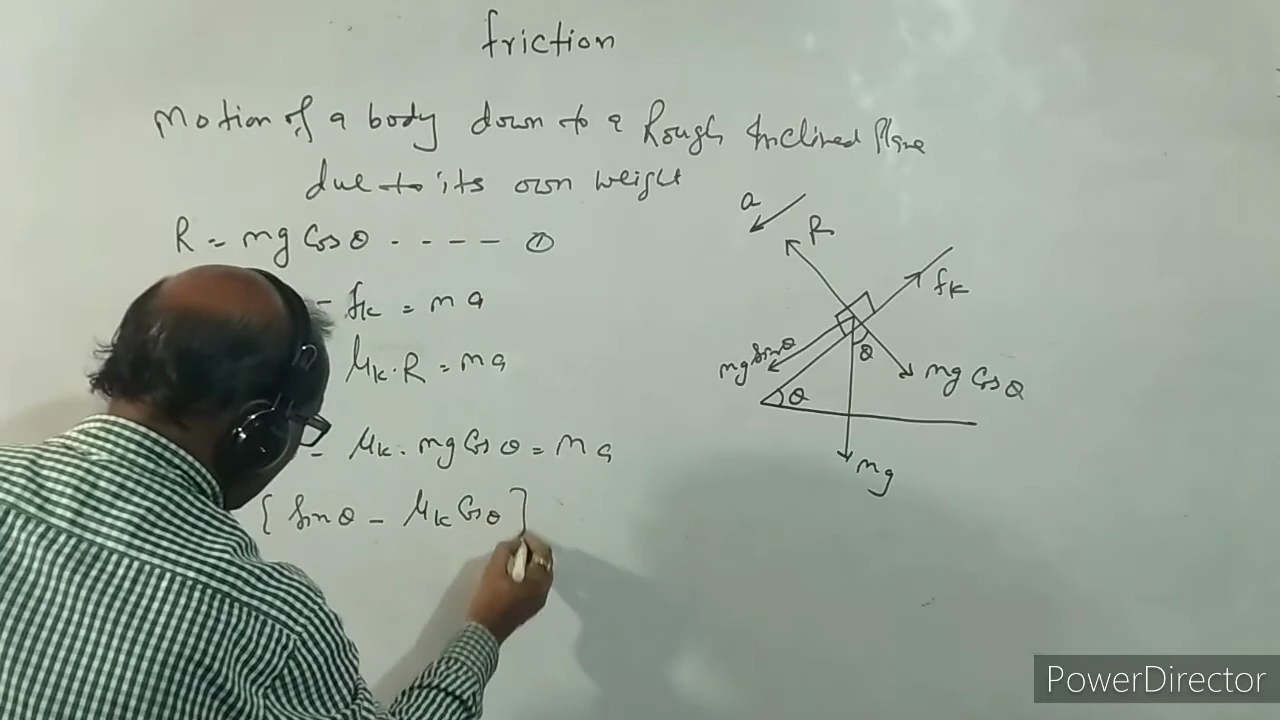 friction
Motion of a body down to a Rough Inclined Plane
due to its own weight
R = mg Cos θ - - - - ①
- fk = ma
μk . R = ma
- μk . mg Cos θ = ma
[ Sin θ - μk Cos θ ]
a
R
fk
mg Sin θ
θ
mg Cos θ
θ
mg
PowerDirector